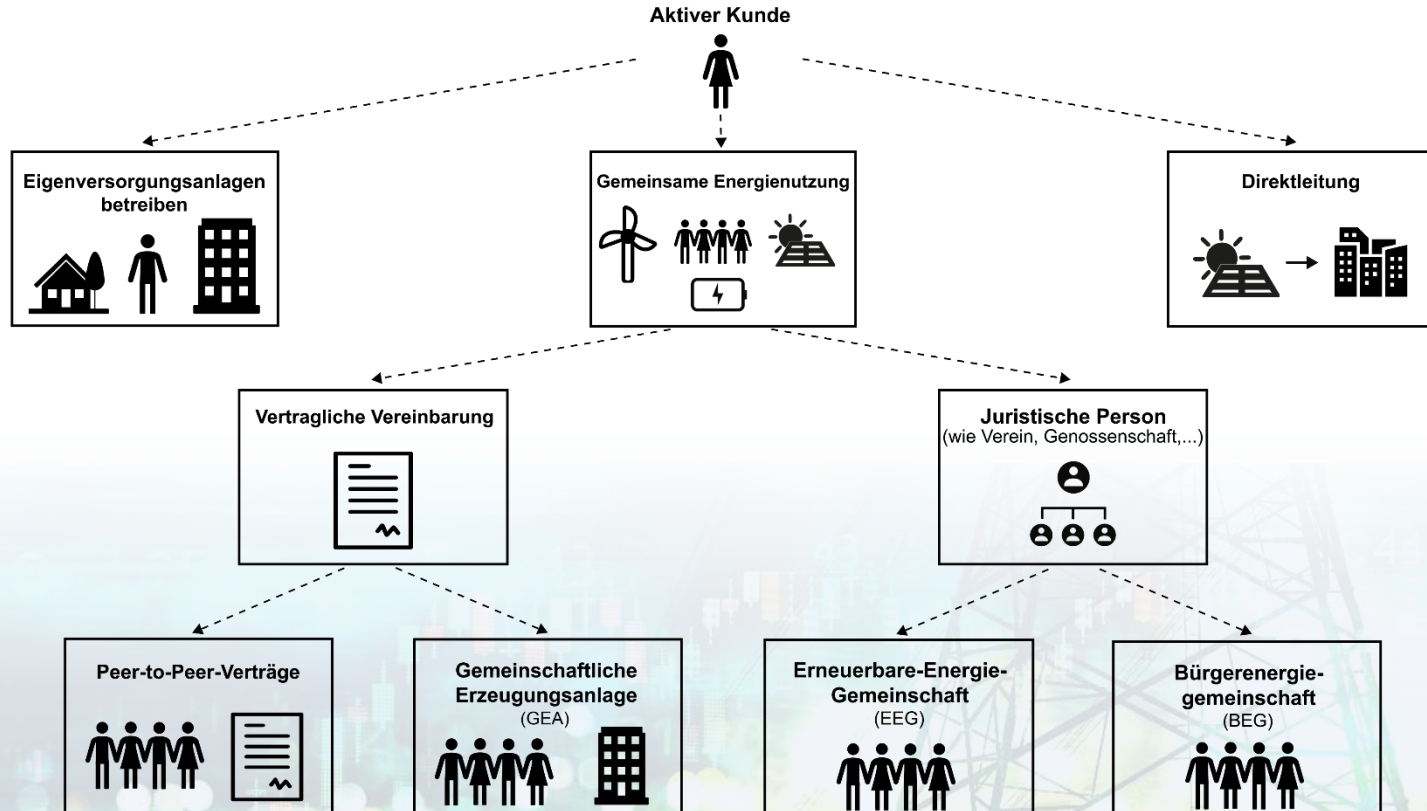 Aktiver Kunde
Eigenversorgungsanlagen
betreiben
Gemeinsame Energienutzung
Direktleitung
Vertragliche Vereinbarung
Juristische Person
(wie Verein, Genossenschaft,...)
Peer-to-Peer-Verträge
Gemeinschaftliche
Erzeugungsanlage
(GEA)
Erneuerbare-Energie-
Gemeinschaft
(EEG)
Bürgerenergie-
gemeinschaft
(BEG)